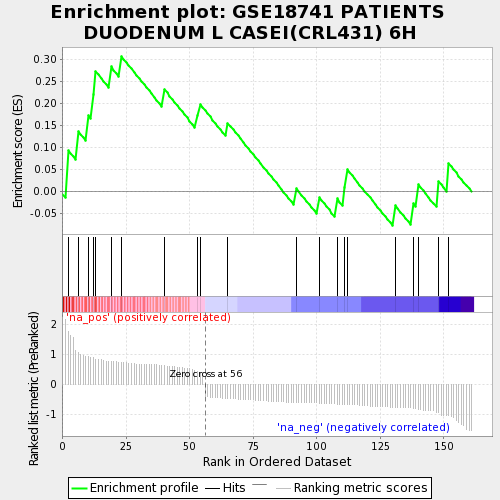 Enrichment plot: GSE18741 PATIENTS
DUODENUM L CASEI(CRL431) 6H
Enrichment score (ES)
0.30
0.25
0.20
0.15
0.10
0.05
0.00
-0.05
Ranked list metric (PreRanked)
2
1
0
-1
'na_pos' (positively correlated)
Zero cross at 56
'na_neg' (negatively correlated)
0 25 50 75 100 125 150
Rank in Ordered Dataset
Enrichment profile Hits Ranking metric scores